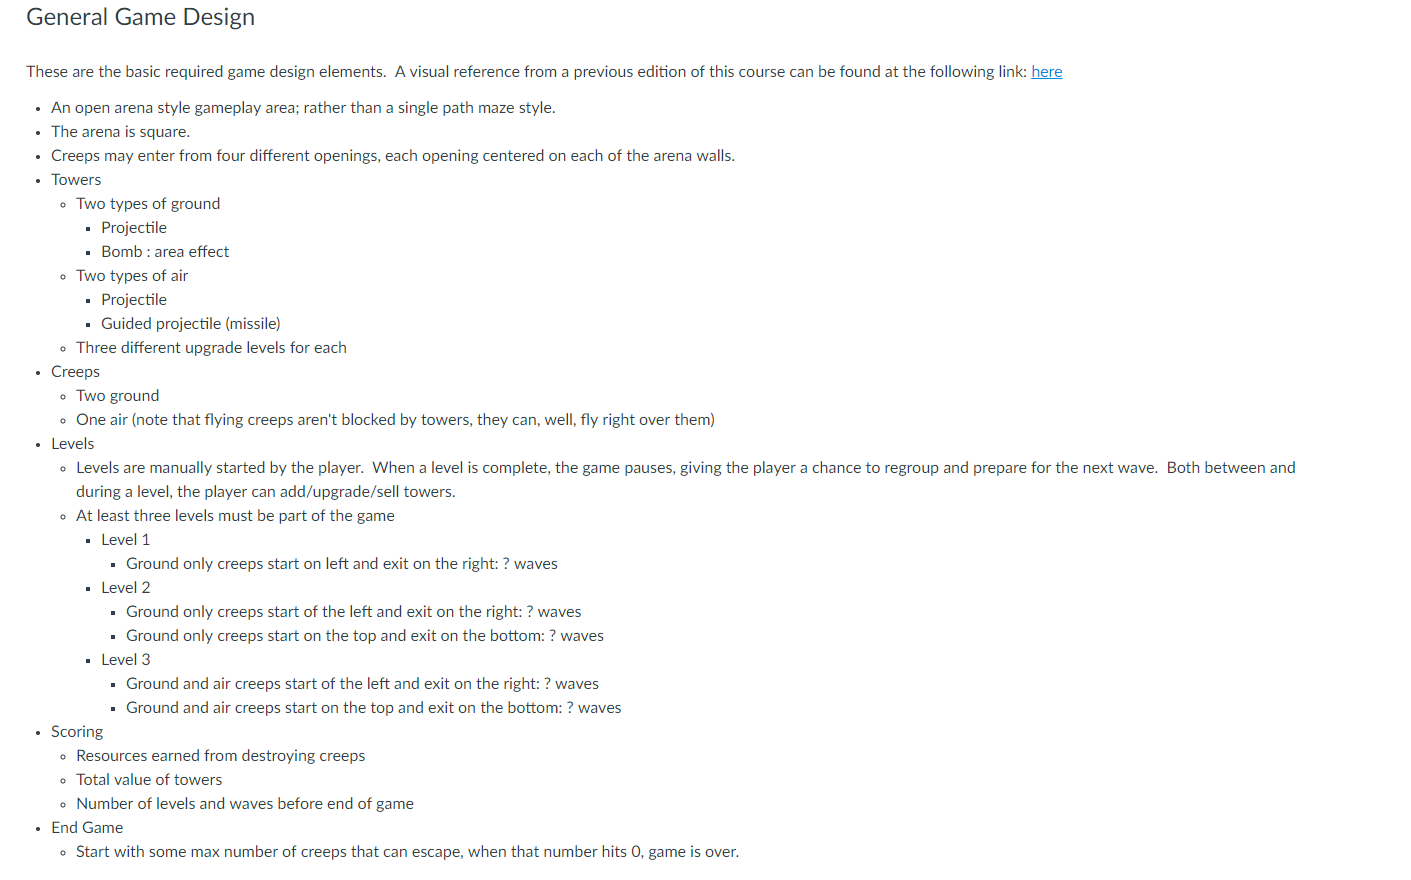 General Game Design
These are the basic required game design elements.  A visual reference from a previous edition of this course can be found at the following link: here
• An open arena style gameplay area; rather than a single path maze style.
• The arena is square.
• Creeps may enter from four different openings, each opening centered on each of the arena walls.
• Towers
◦ Two types of ground
▪ Projectile
▪ Bomb : area effect
◦ Two types of air
▪ Projectile
▪ Guided projectile (missile)
◦ Three different upgrade levels for each
• Creeps
◦ Two ground
◦ One air (note that flying creeps aren't blocked by towers, they can, well, fly right over them)
• Levels
◦ Levels are manually started by the player.  When a level is complete, the game pauses, giving the player a chance to regroup and prepare for the next wave.  Both between and
during a level, the player can add/upgrade/sell towers.
◦ At least three levels must be part of the game
▪ Level 1
▪ Ground only creeps start on left and exit on the right: ? waves
▪ Level 2
▪ Ground only creeps start of the left and exit on the right: ? waves
▪ Ground only creeps start on the top and exit on the bottom: ? waves
▪ Level 3
▪ Ground and air creeps start of the left and exit on the right: ? waves
▪ Ground and air creeps start on the top and exit on the bottom: ? waves
• Scoring
◦ Resources earned from destroying creeps
◦ Total value of towers
◦ Number of levels and waves before end of game
• End Game
◦ Start with some max number of creeps that can escape, when that number hits 0, game is over.